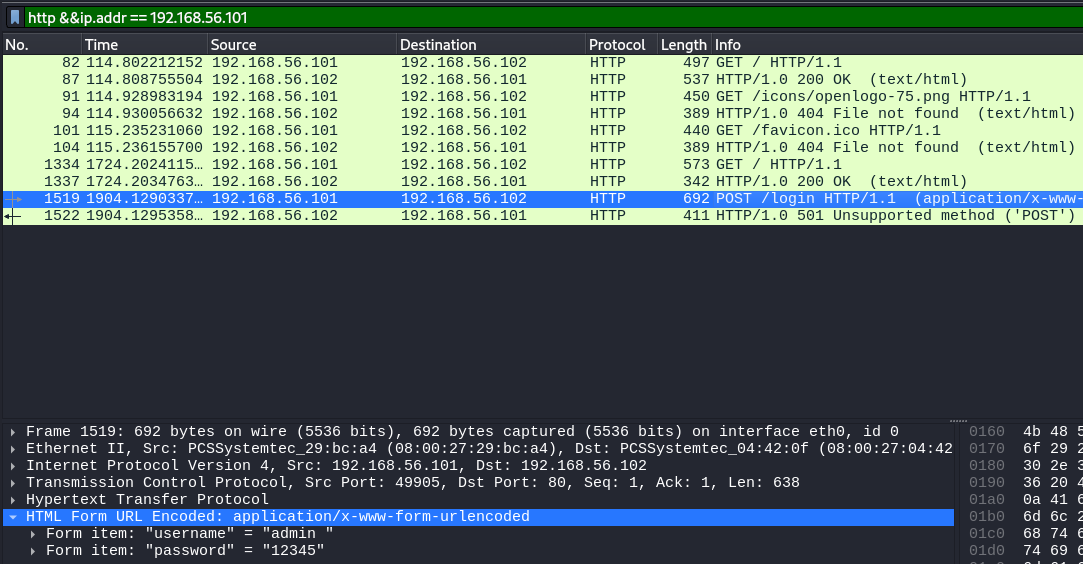 http &&ip.addr == 192.168.56.101
No. Time Source Destination Protocol Length Info
82 114.802212152 192.168.56.101 192.168.56.102 HTTP 497 GET / HTTP/1.1
87 114.808755504 192.168.56.102 192.168.56.101 HTTP 537 HTTP/1.0 200 OK (text/html)
91 114.928983194 192.168.56.101 192.168.56.102 HTTP 450 GET /icons/openlogo-75.png HTTP/1.1
94 114.930056632 192.168.56.102 192.168.56.101 HTTP 389 HTTP/1.0 404 File not found (text/html)
101 115.235231060 192.168.56.101 192.168.56.102 HTTP 440 GET /favicon.ico HTTP/1.1
104 115.236155700 192.168.56.102 192.168.56.101 HTTP 389 HTTP/1.0 404 File not found (text/html)
1334 1724.2024115… 192.168.56.101 192.168.56.102 HTTP 573 GET / HTTP/1.1
1337 1724.2034763… 192.168.56.102 192.168.56.101 HTTP 342 HTTP/1.0 200 OK (text/html)
1519 1904.1290337… 192.168.56.101 192.168.56.102 HTTP 692 POST /login HTTP/1.1 (application/x-www-
1522 1904.1295358… 192.168.56.102 192.168.56.101 HTTP 411 HTTP/1.0 501 Unsupported method ('POST')
Frame 1519: 692 bytes on wire (5536 bits), 692 bytes captured (5536 bits) on interface eth0, id 0
Ethernet II, Src: PCSSystemtec_29:bc:a4 (08:00:27:29:bc:a4), Dst: PCSSystemtec_04:42:0f (08:00:27:04:42
Internet Protocol Version 4, Src: 192.168.56.101, Dst: 192.168.56.102
Transmission Control Protocol, Src Port: 49905, Dst Port: 80, Seq: 1, Ack: 1, Len: 638
Hypertext Transfer Protocol
HTML Form URL Encoded: application/x-www-form-urlencoded
Form item: "username" = "admin "
Form item: "password" = "12345"
0160 4b 48 5
0170 6f 29 2
0180 30 2e 3
0190 36 20 4
01a0 0a 41 6
01b0 6d 6c 2
01c0 68 74 6
01d0 74 69 6